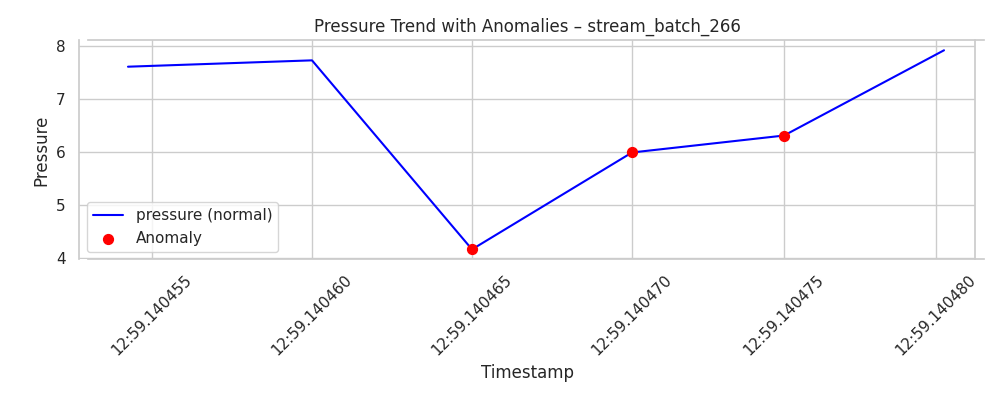 Pressure Trend with Anomalies – stream_batch_266
Pressure
8
7
6
5
4
pressure (normal)
Anomaly
12:59.140455
12:59.140460
12:59.140465
12:59.140470
12:59.140475
12:59.140480
Timestamp